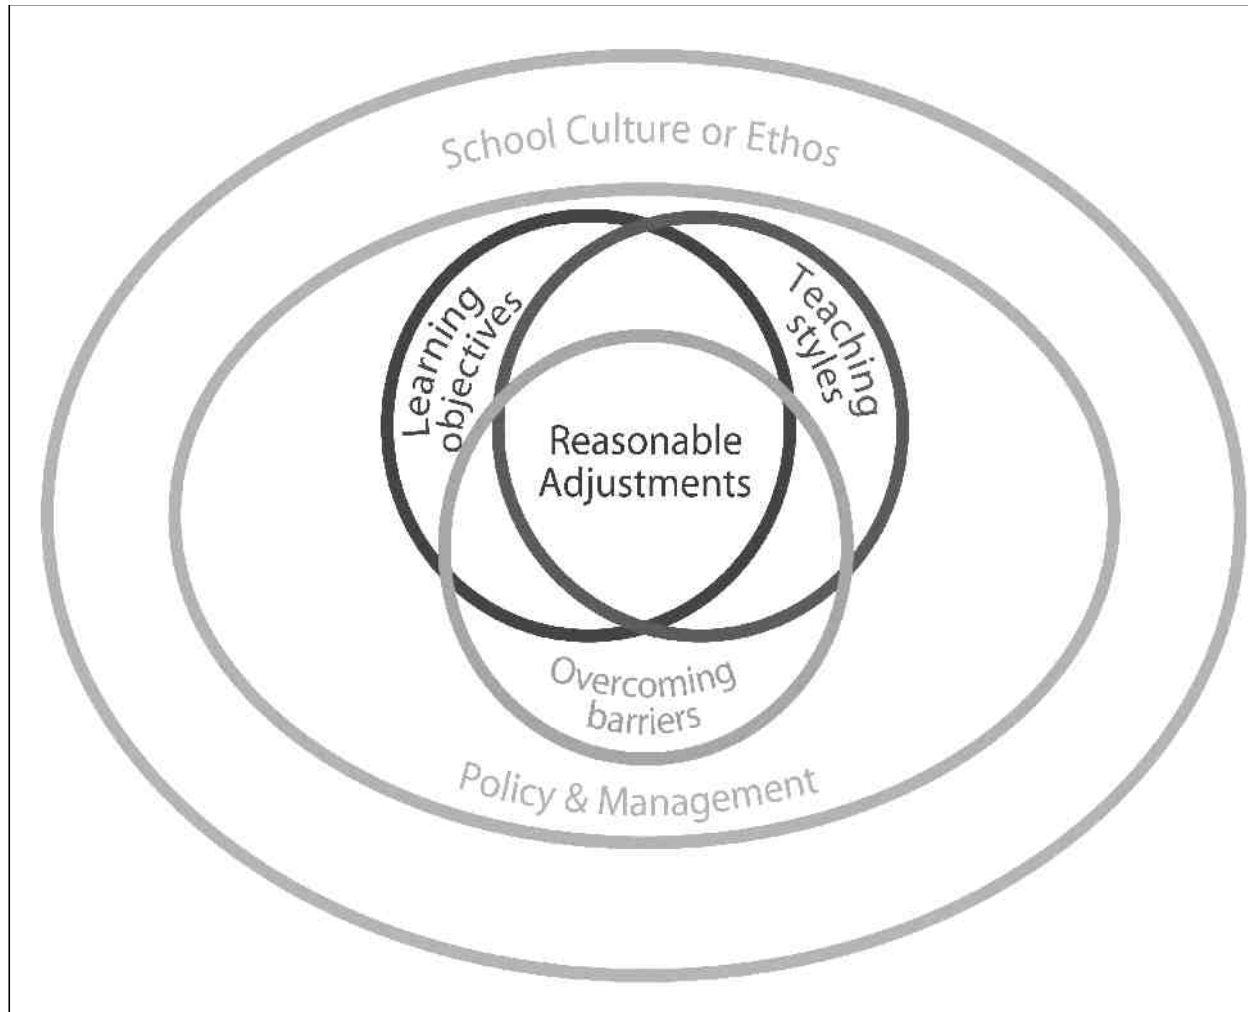 School Culture or Ethos
Learning
objectives
Teaching
styles
Reasonable
Adjustments
Overcoming
barriers
Policy & Management